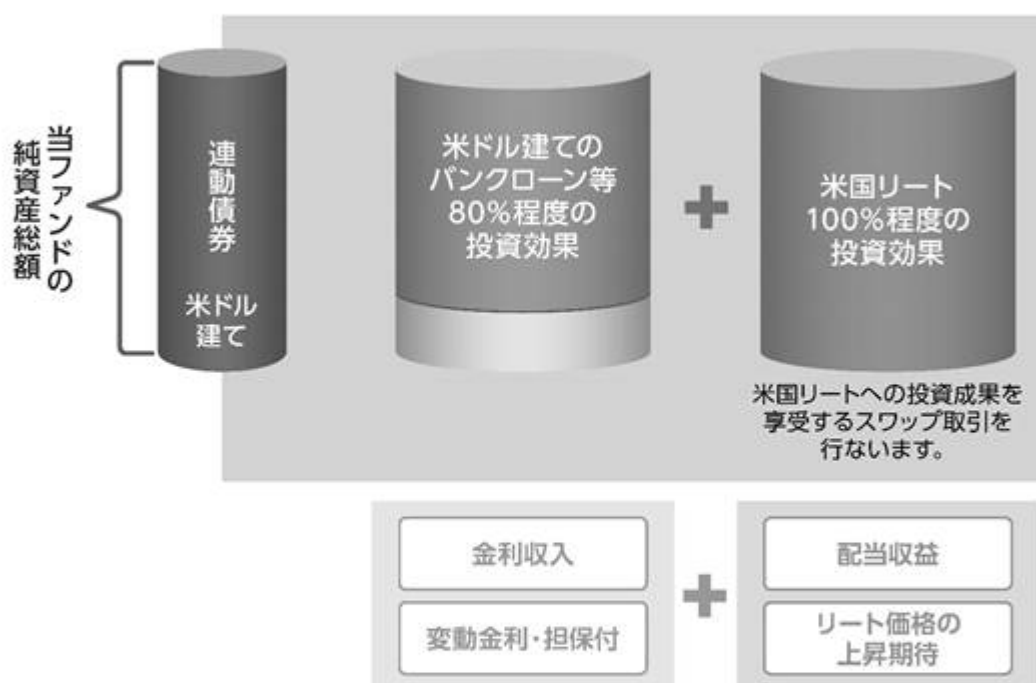 当ファンドの
純資産総額
連動債券
米ドル
建て
米ドル建ての
バンクローン等
80%程度の
投資効果
+
米国リート
100%程度の
投資効果
米国リートへの投資成果を
享受するスワップ取引を
行ないます。
金利収入
変動金利・担保付
+
配当収益
リート価格の
上昇期待